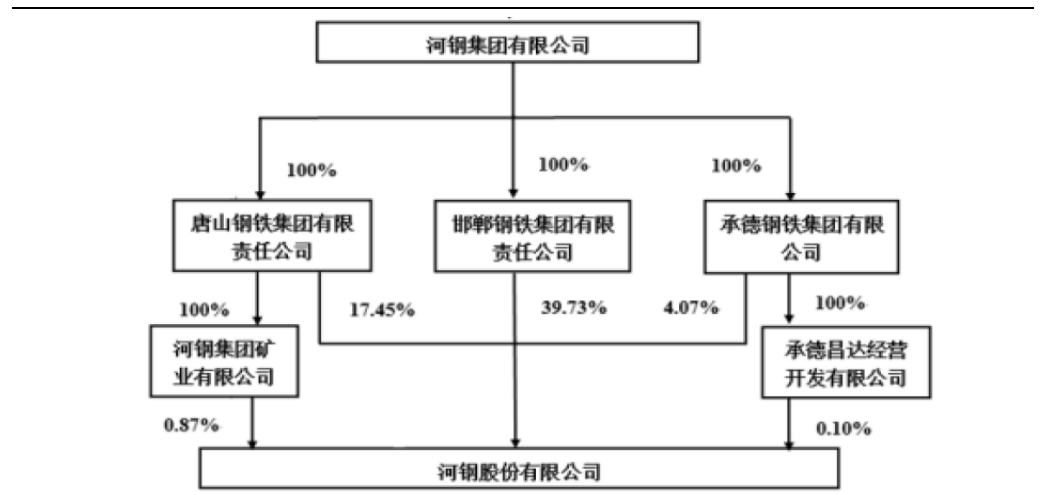 河钢集团有限公司
100%
100%
100%
唐山钢铁集团有限
责任公司
邯郸钢铁集团有限
责任公司
承德钢铁集团有限
公司
100%
17.45%
39.73%
4.07%
100%
河钢集团矿
业有限公司
承德昌达经营
开发有限公司
0.87%
0.10%
河钢股份有限公司